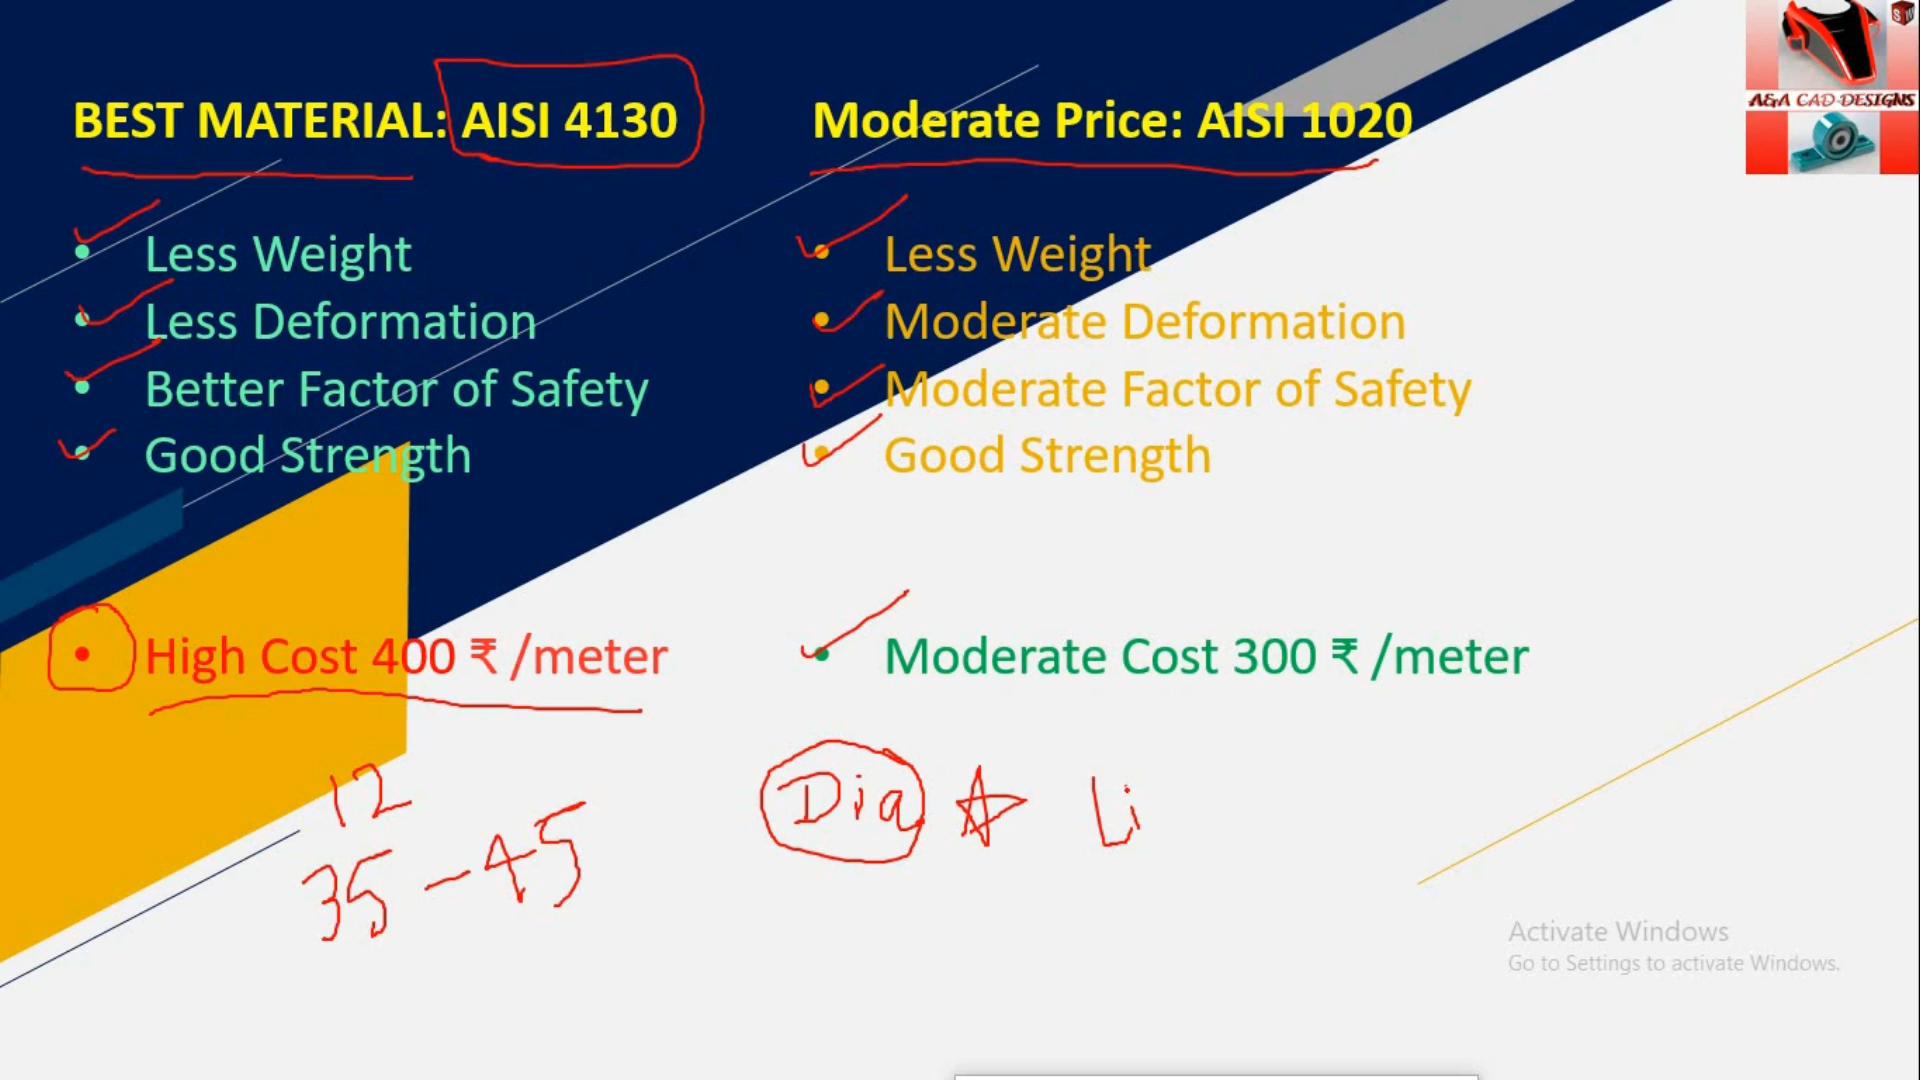 BEST MATERIAL: AISI 4130
Less Weight
Less Deformation
Better Factor of Safety
Good Strength
High Cost 400 ₹ /meter
12
35-45
Moderate Price: AISI 1020
Less Weight
Moderate Deformation
Moderate Factor of Safety
Good Strength
Moderate Cost 300 ₹ /meter
Dia Li
A&A CAD DESIGNS
SW
Activate Windows
Go to Settings to activate Windows.